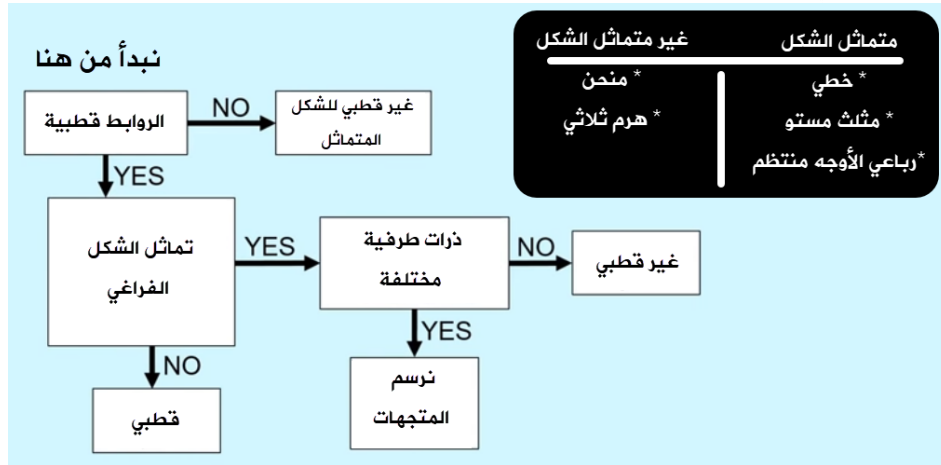 نبدأ من هنا
الروابط قطبية
NO
غير قطبي للشكل
المتماثل
YES
تماثل الشكل
الفراغي
YES
ذرات طرفية
مختلفة
NO
غير قطبي
YES
نرسم
المتجهات
NO
قطبي
متماثل الشكل
غير متماثل الشكل
* خطي
* منحن
* مثلث مستو
* هرم ثلاثي
*رباعي الأوجه منتظم